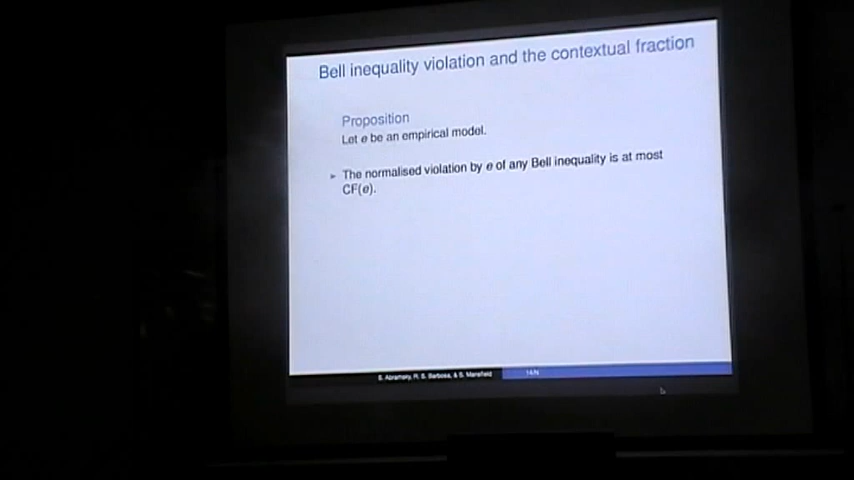 Bell inequality violation and the contextual fraction
Proposition
Let e be an empirical model.
► The normalised violation by e of any Bell inequality is at most
CF(e).
S. Abramsky, R. S. Barbosa, & S. Mansfield